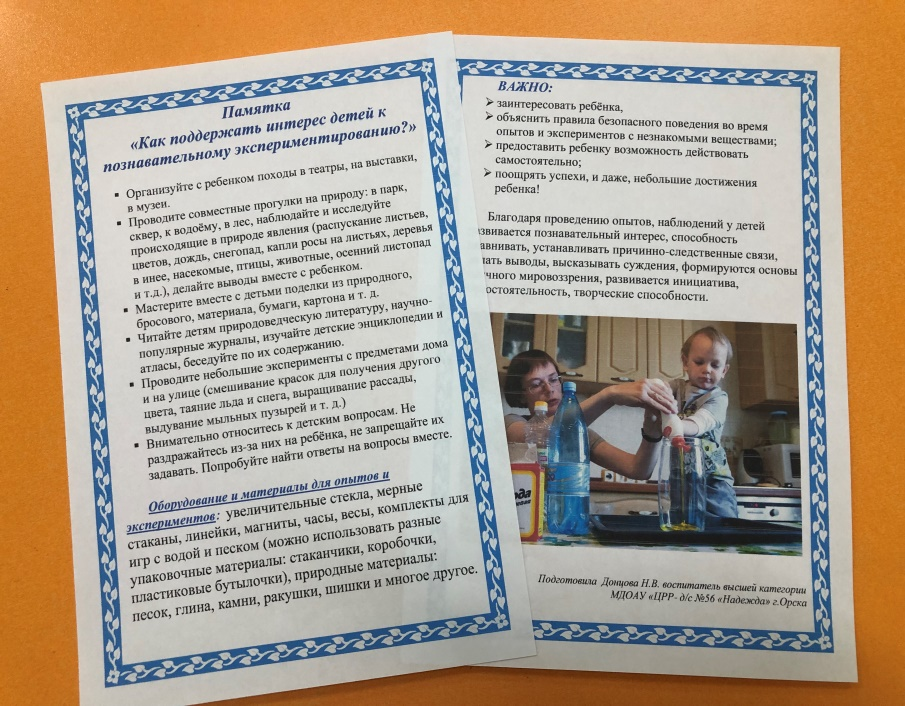 Памятка
«Как поддержать интерес детей к
познавательному экспериментированию?»
▪ Организуйте с ребенком походы в театры, на выставки,
в музеи.
▪ Проводите совместные прогулки на природу: в парк,
сквер, к водоёму, в лес, наблюдайте и исследуйте
происходящие в природе явления (распускание листьев,
цветов, дождь, снегопад, капли росы на листьях, деревья
в инее, насекомые, птицы, животные, осенний листопад
и т.д.), делайте выводы вместе с ребенком.
▪ Мастерите вместе с детьми поделки из природного,
бросового, материала, бумаги, картона и т. д.
▪ Читайте детям природоведческую литературу, научно-
популярные журналы, изучайте детские энциклопедии и
атласы, беседуйте по их содержанию.
▪ Проводите небольшие эксперименты с предметами дома
и на улице (смешивание красок для получения другого
цвета, таяние льда и снега, выращивание рассады,
выдувание мыльных пузырей и т. д.)
▪ Внимательно относитесь к детским вопросам. Не
раздражайтесь из-за них на ребёнка, не запрещайте их
задавать. Попробуйте найти ответы на вопросы вместе.
Оборудование и материалы для опытов и
экспериментов: увеличительные стекла, мерные
стаканы, линейки, магниты, часы, весы, комплекты для
игр с водой и песком (можно использовать разные
упаковочные материалы: стаканчики, коробочки,
пластиковые бутылочки), природные материалы:
песок, глина, камни, ракушки, шишки и многое другое.
ВАЖНО:
➢ заинтересовать ребёнка,
➢ объяснить правила безопасного поведения во время
опытов и экспериментов с незнакомыми веществами;
➢ предоставить ребенку возможность действовать
самостоятельно;
➢ поощрять успехи, и даже, небольшие достижения
ребенка!
Благодаря проведению опытов, наблюдений у детей
звивается познавательный интерес, способность
авнивать, устанавливать причинно-следственные связи,
ать выводы, высказывать суждения, формируются основы
чного мировоззрения, развивается инициатива,
остоятельность, творческие способности.
ода
Подготовила Донцова Н.В. воспитатель высшей категории
МДОАУ «ЦРР- д/с №56 «Надежда» г.Орска